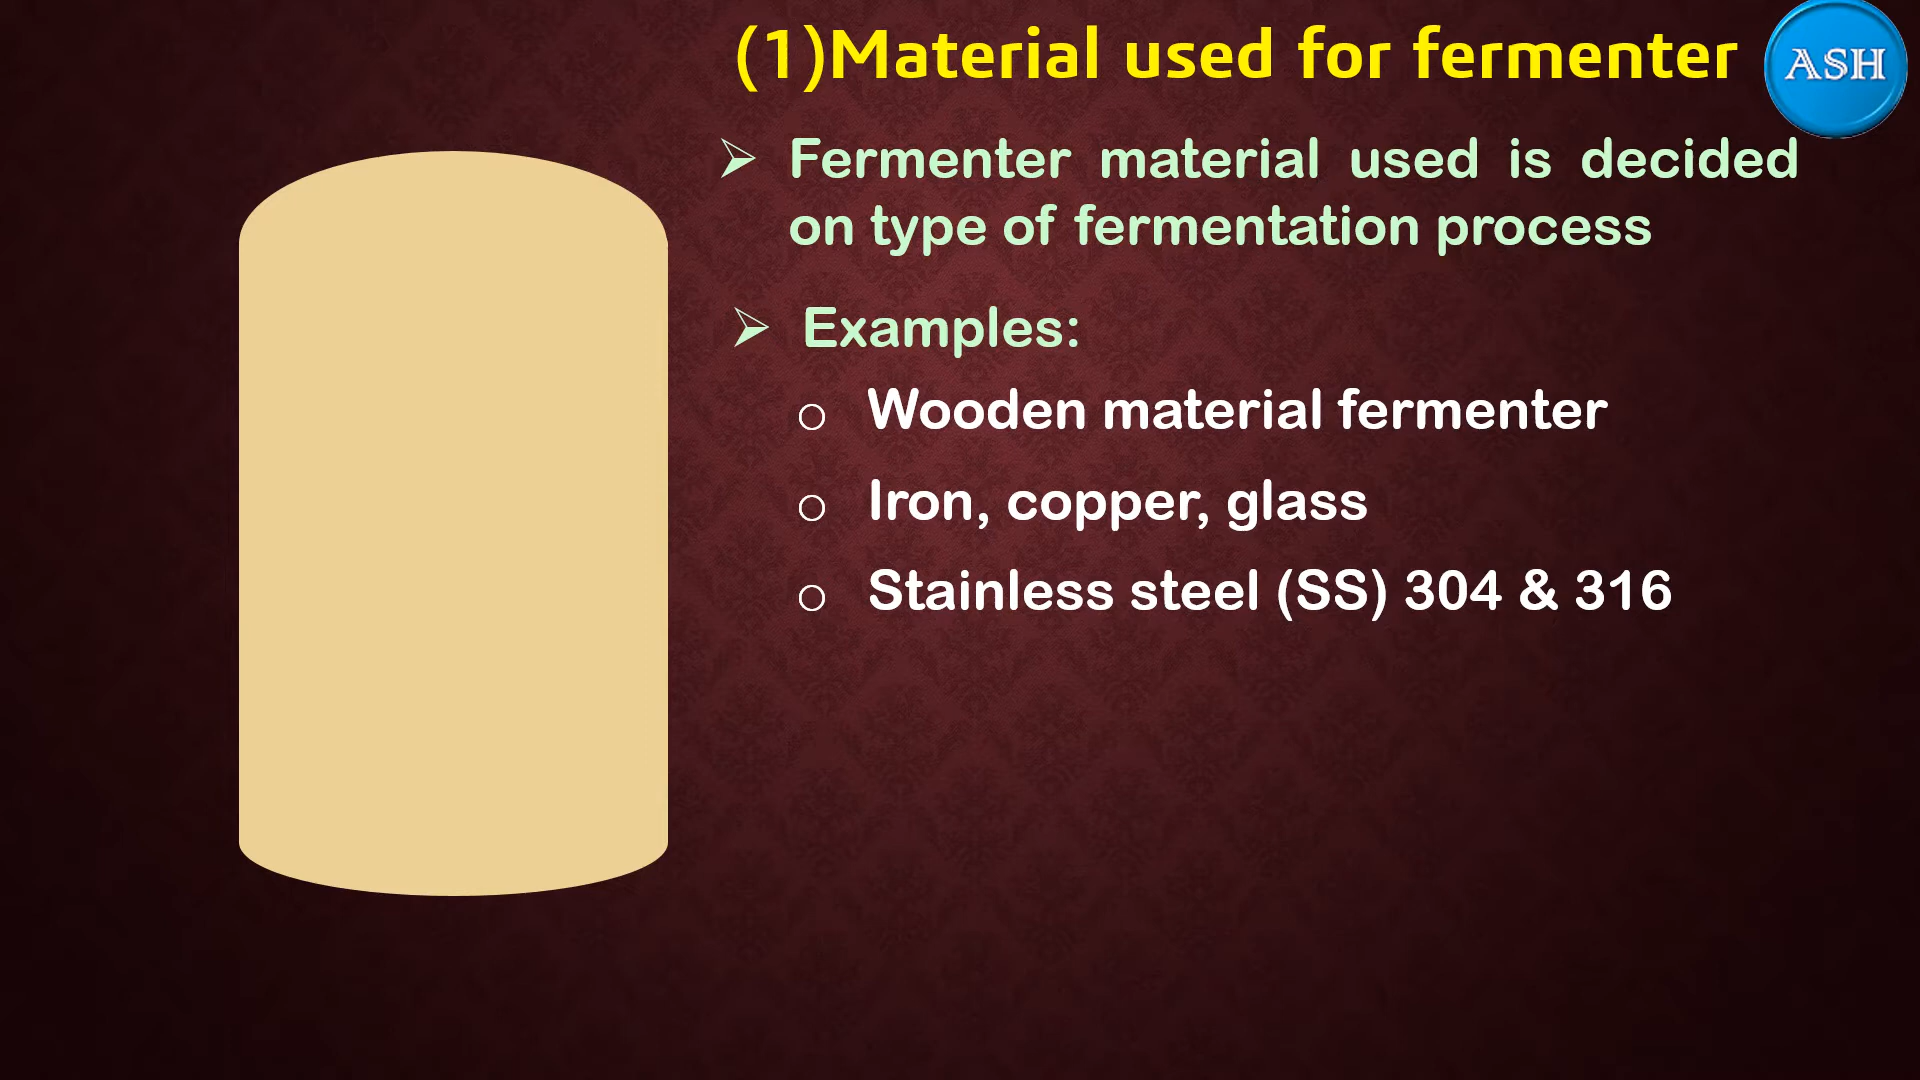 (1)Material used for fermenter
ASH
➢ Fermenter material used is decided
on type of fermentation process
➢ Examples:
o Wooden material fermenter
o Iron, copper, glass
o Stainless steel (SS) 304 & 316